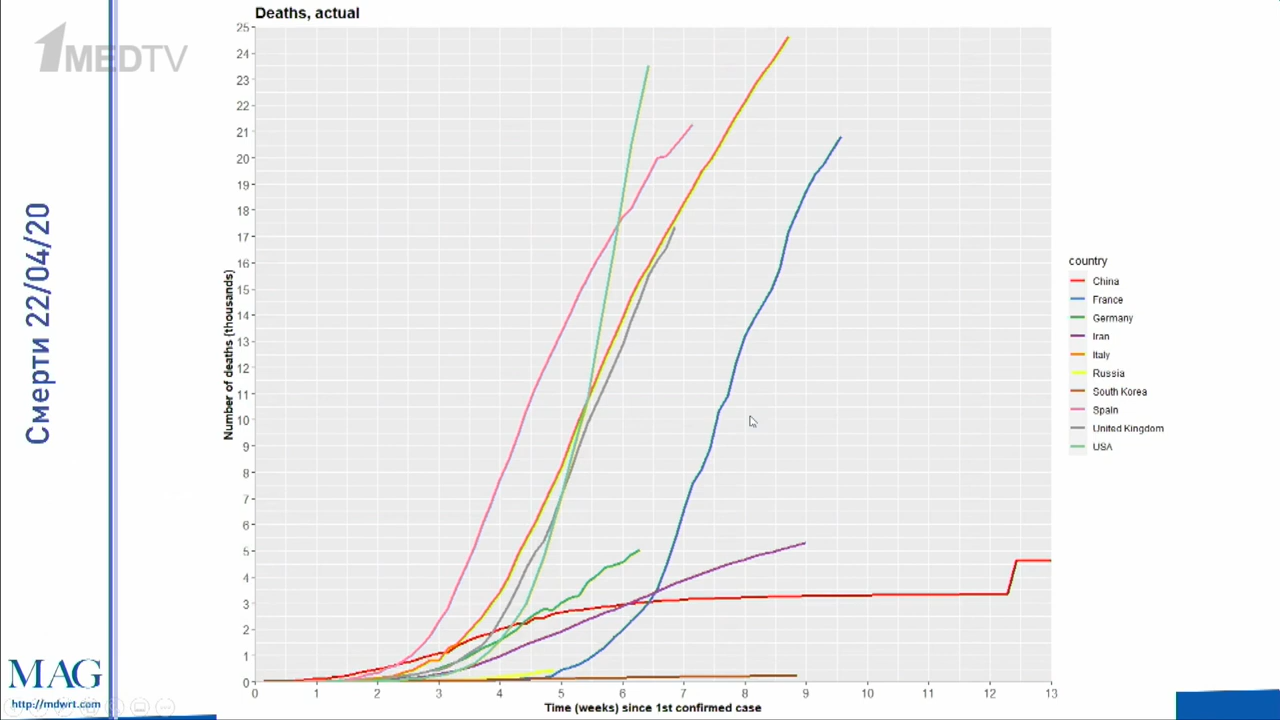 Deaths, actual
1MEDTV
Смерти 22/04/20
Number of deaths (thousands)
25
24
23
22
21
20
19
18
17
16
15
14
13
12
11
10
9
8
7
6
5
4
3
2
1
0
0 1 2 3 4 5 6 7 8 9 10 11 12 13
Time (weeks) since 1st confirmed case
country
China
France
Germany
Iran
Italy
Russia
South Korea
Spain
United Kingdom
USA
MAG
http://mdwrt.com